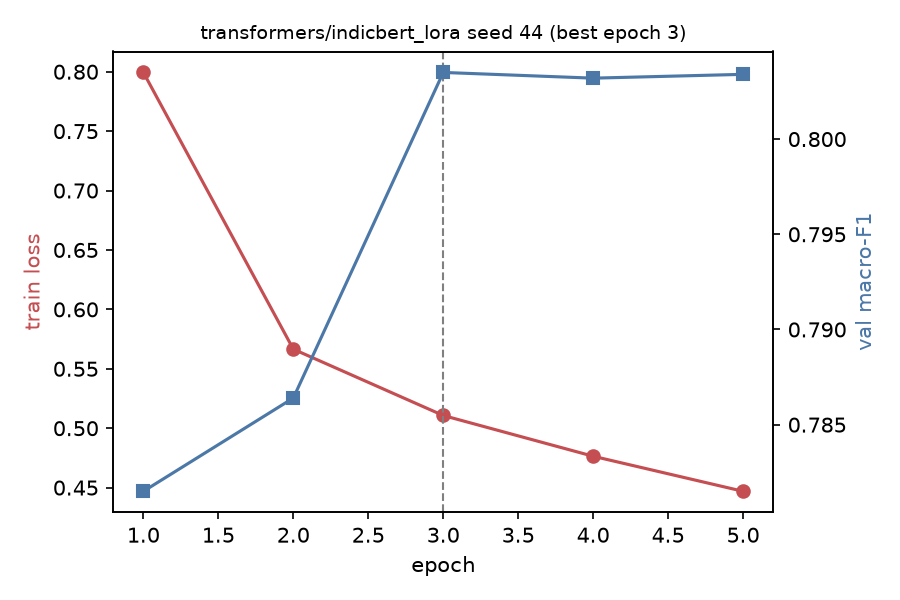 transformers/indicbert_lora seed 44 (best epoch 3)
train loss
0.80
0.75
0.70
0.65
0.60
0.55
0.50
0.45
0.800
0.795
0.790
0.785
val macro-F1
1.0 1.5 2.0 2.5 3.0 3.5 4.0 4.5 5.0
epoch